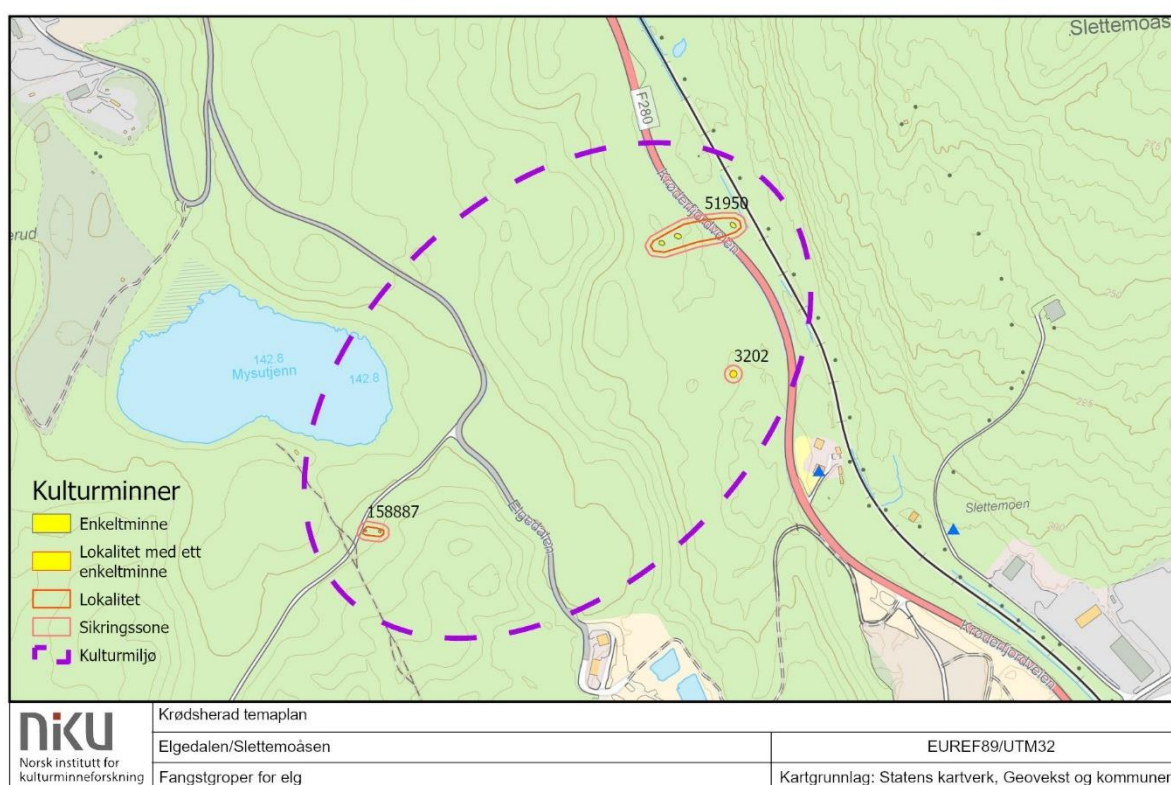 Slettemoås
F280
Krøderfjordveien
51950
3202
142.8
Mysutjenn
142.8
Elgedalen
158887
Slettemoen
Krøderfjordveien
Kulturminner
Enkeltminne
Lokalitet med ett
enkeltminne
Lokalitet
Sikringssone
Kulturmiljø
NIKU
Norsk institutt for
kulturminneforskning
Krødsherad temaplan
Elgedalen/Slettemoåsen
EUREF89/UTM32
Fangstgroper for elg
Kartgrunnlag: Statens kartverk, Geovekst og kommuner